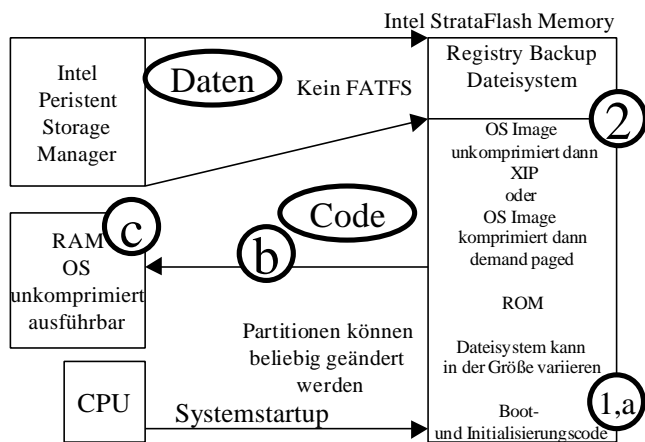 Intel StrataFlash Memory
Intel
Peristent
Storage
Manager
Daten
Kein FATFS
Registry Backup
Dateisystem
2
OS Image
unkomprimiert dann
XIP
oder
OS Image
komprimiert dann
demand paged
ROM
Dateisystem kann
in der Größe variieren
1,a
Boot-
und Initialisierungscode
Code
b
c
RAM
OS
unkomprimiert
ausführbar
Partitionen können
beliebig geändert
werden
CPU
Systemstartup